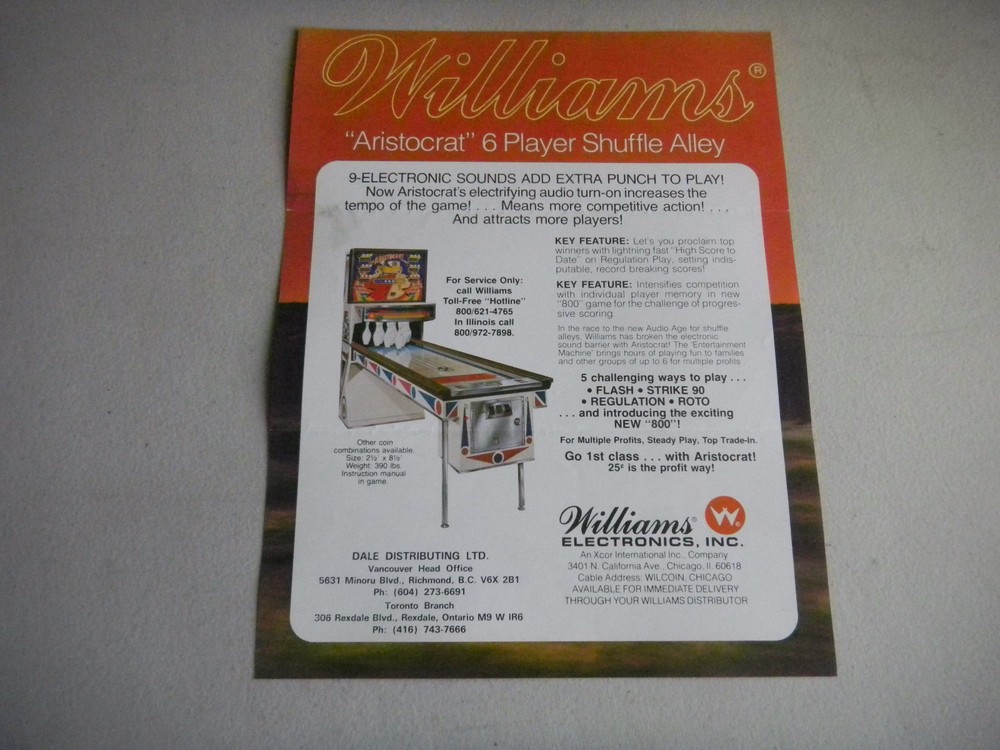 Williams®
"Aristocrat" 6 Player Shuffle Alley
9-ELECTRONIC SOUNDS ADD EXTRA PUNCH TO PLAY!
Now Aristocrat's electrifying audio turn-on increases the
tempo of the game! . . . Means more competitive action! . . .
And attracts more players!
For Service Only:
call Williams
Toll-Free "Hotline"
800/621-4765
In Illinois call
800/972-7898.
Other coin
combinations available.
Size: 2½' x 8½'
Weight: 390 lbs.
Instruction manual
in game.
KEY FEATURE: Let's you proclaim top
winners with lightning fast "High Score to
Date" on Regulation Play, setting indis-
putable, record breaking scores!
KEY FEATURE: Intensifies competition
with individual player memory in new
"800" game for the challenge of progres-
sive scoring.
In the race to the new Audio Age for shuffle
alleys, Williams has broken the electronic
sound barrier with Aristocrat! The 'Entertainment
Machine' brings hours of playing fun to families
and other groups of up to 6 for multiple profits.
5 challenging ways to play . . .
• FLASH • STRIKE 90
• REGULATION • ROTO
. . . and introducing the exciting
NEW "800"!
For Multiple Profits, Steady Play, Top Trade-In.
Go 1st class . . . with Aristocrat!
25¢ is the profit way!
DALE DISTRIBUTING LTD.
Vancouver Head Office
5631 Minoru Blvd., Richmond, B.C. V6X 2B1
Ph: (604) 273-6691
Toronto Branch
306 Rexdale Blvd., Rexdale, Ontario M9 W IR6
Ph: (416) 743-7666
Williams®
W®
ELECTRONICS, INC.
An Xcor International Inc., Company
3401 N. California Ave., Chicago, Il. 60618
Cable Address: WILCOIN, CHICAGO
AVAILABLE FOR IMMEDIATE DELIVERY
THROUGH YOUR WILLIAMS DISTRIBUTOR